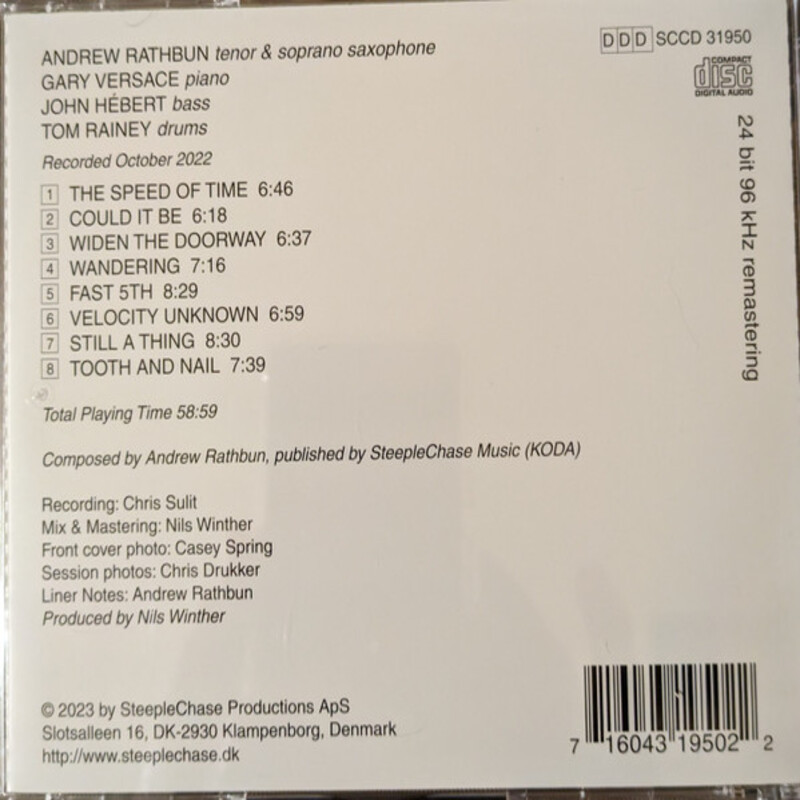 ANDREW RATHBUN tenor & soprano saxophone
GARY VERSACE piano
JOHN HÉBERT bass
TOM RAINEY drums
Recorded October 2022
1 THE SPEED OF TIME 6:46
2 COULD IT BE 6:18
3 WIDEN THE DOORWAY 6:37
4 WANDERING 7:16
5 FAST 5TH 8:29
6 VELOCITY UNKNOWN 6:59
7 STILL A THING 8:30
8 TOOTH AND NAIL 7:39
Total Playing Time 58:59
Composed by Andrew Rathbun, published by SteepleChase Music (KODA)
Recording: Chris Sulit
Mix & Mastering: Nils Winther
Front cover photo: Casey Spring
Session photos: Chris Drukker
Liner Notes: Andrew Rathbun
Produced by Nils Winther
© 2023 by SteepleChase Productions ApS
Slotsalleen 16, DK-2930 Klampenborg, Denmark
http://www.steeplechase.dk
DDD SCCD 31950
COMPACT
disc
DIGITAL AUDIO
24 bit 96 kHz remastering
7 16043 19502 2